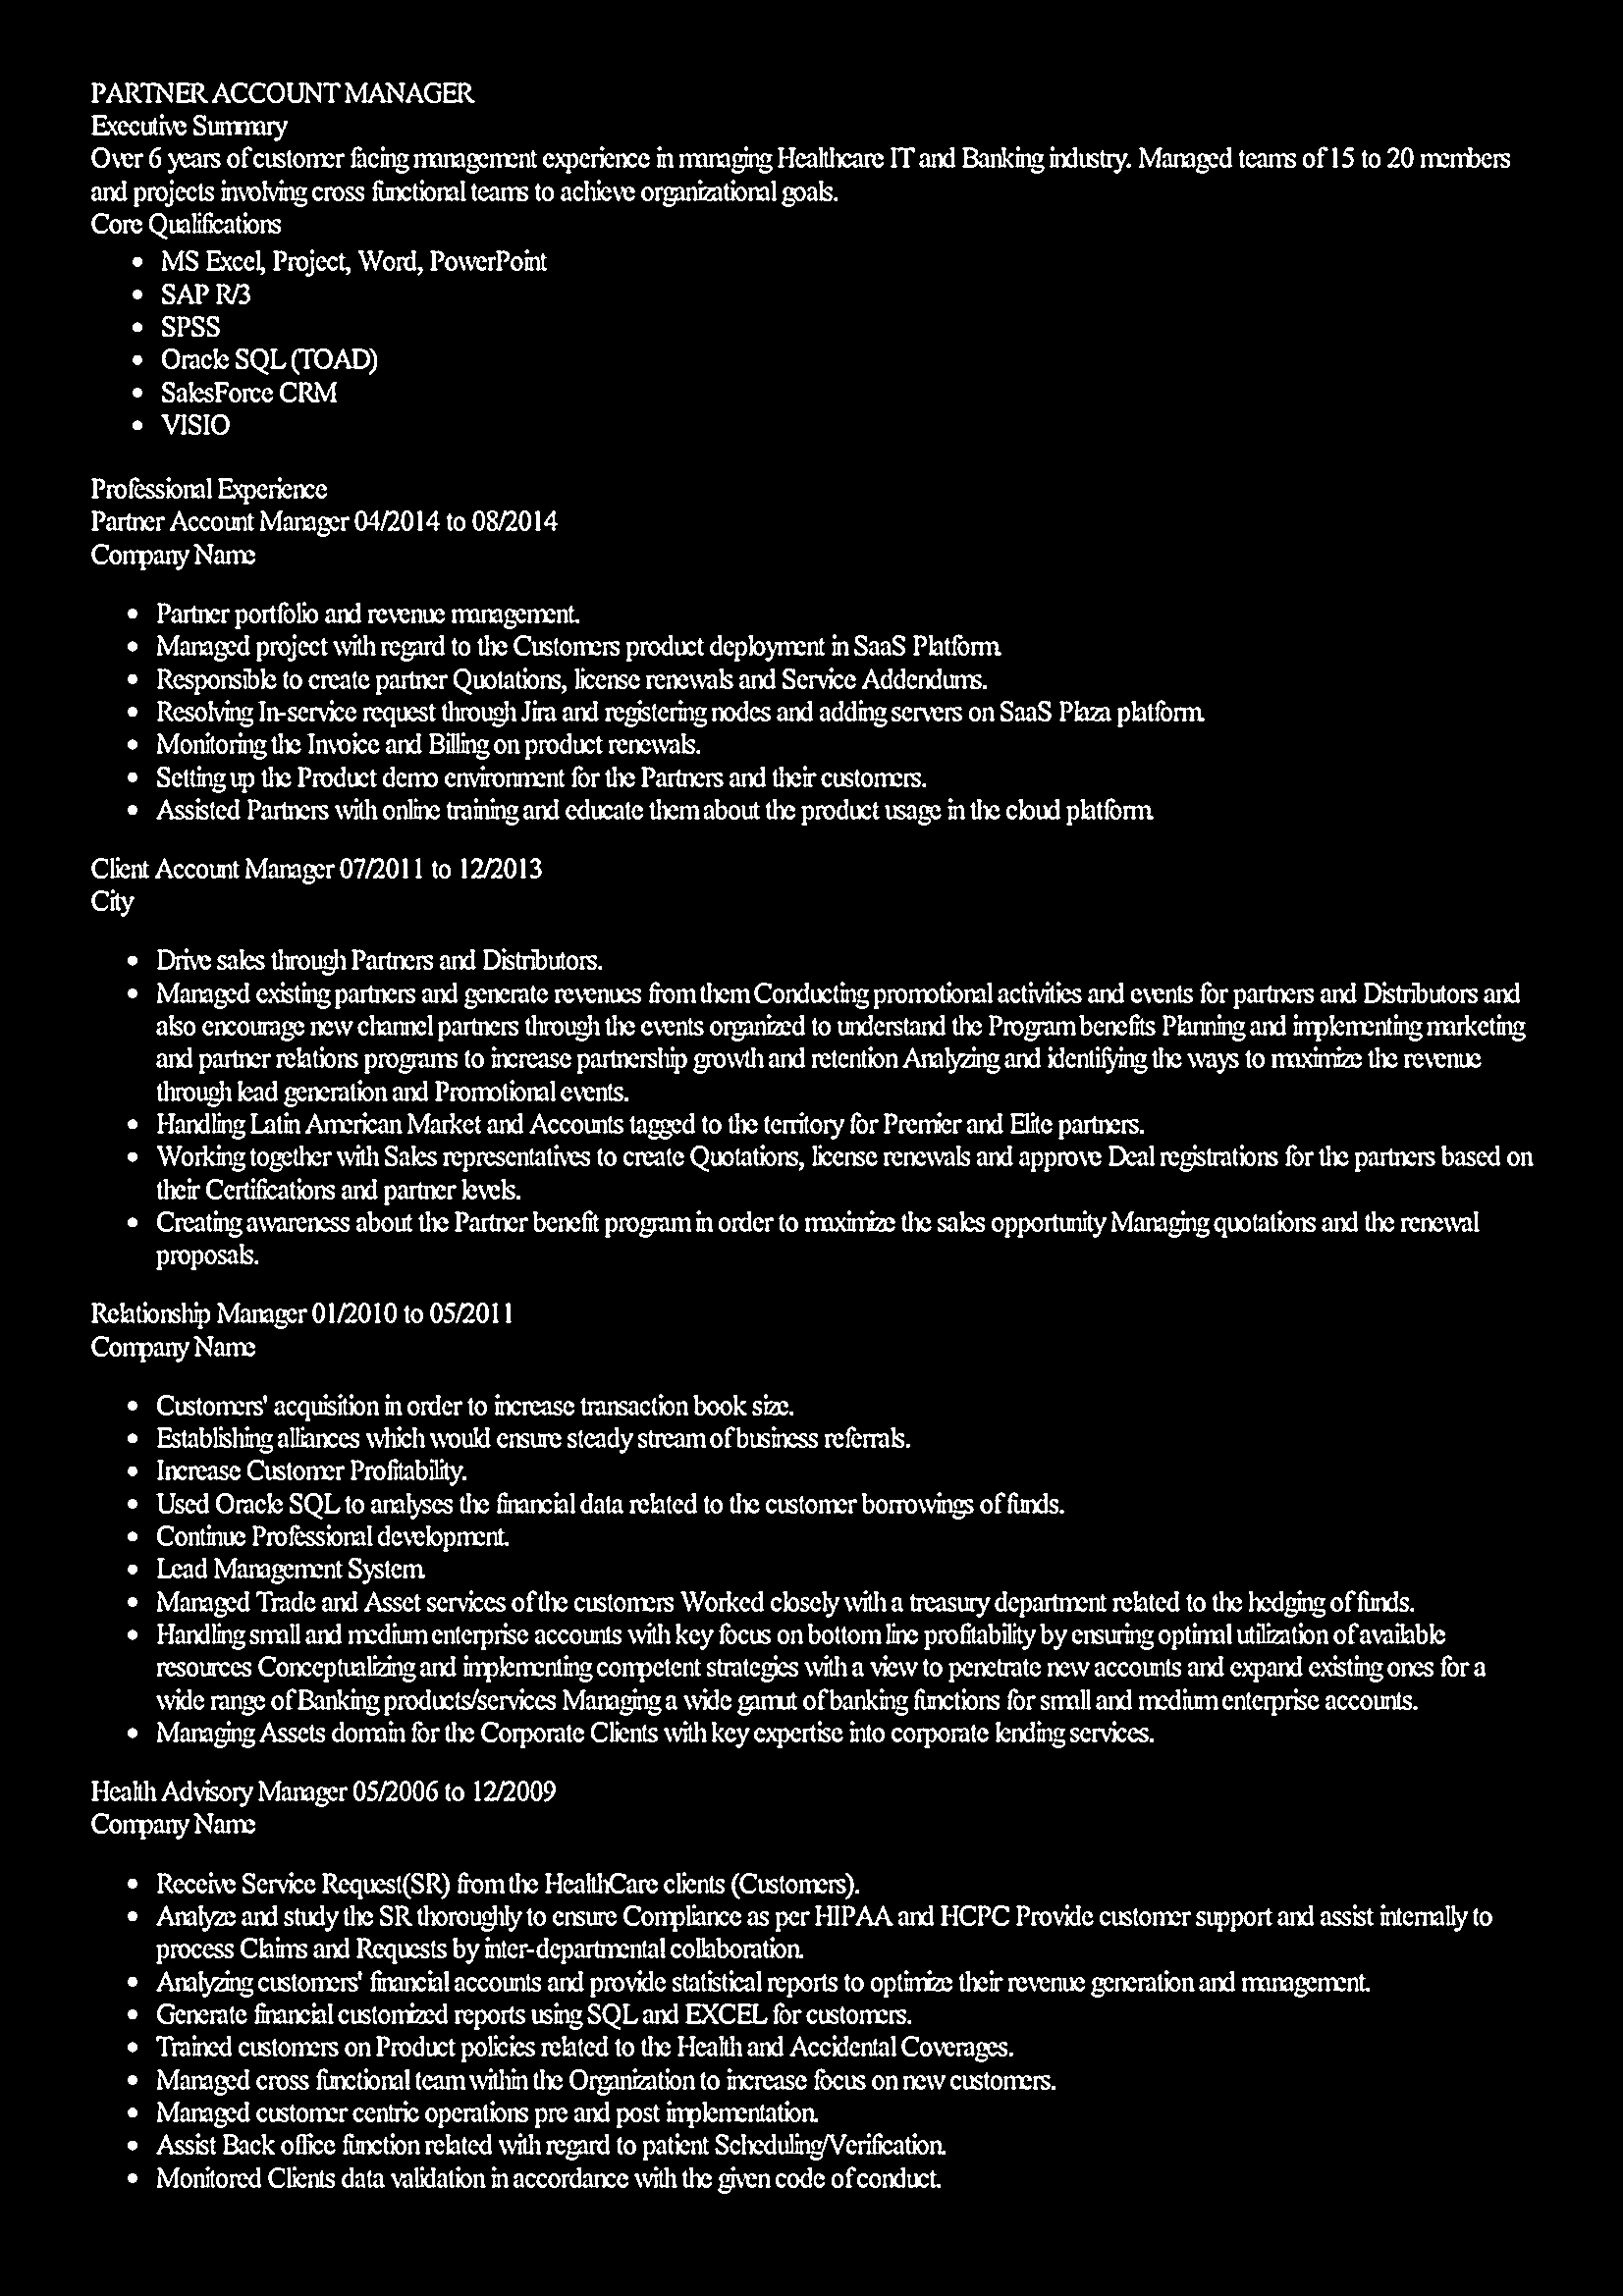 PARTNER ACCOUNT MANAGER
Executive Summary
Over 6 years of customer facing management experience in managing Healthcare IT and Banking industry. Managed teams of 15 to 20 members
and projects involving cross functional teams to achieve organizational goals.
Core Qualifications
• MS Excel, Project, Word, PowerPoint
• SAP R/3
• SPSS
• Oracle SQL (TOAD)
• SalesForce CRM
• VISIO
Professional Experience
Partner Account Manager 04/2014 to 08/2014
Company Name
• Partner portfolio and revenue management.
• Managed project with regard to the Customers product deployment in SaaS Platform.
• Responsible to create partner Quotations, license renewals and Service Addendums.
• Resolving In-service request through Jira and registering nodes and adding servers on SaaS Plaza platform.
• Monitoring the Invoice and Billing on product renewals.
• Setting up the Product demo environment for the Partners and their customers.
• Assisted Partners with online training and educate them about the product usage in the cloud platform.
Client Account Manager 07/2011 to 12/2013
City
• Drive sales through Partners and Distributors.
• Managed existing partners and generate revenues from them Conducting promotional activities and events for partners and Distributors and
also encourage new channel partners through the events organized to understand the Program benefits Planning and implementing marketing
and partner relations programs to increase partnership growth and retention Analyzing and identifying the ways to maximize the revenue
through lead generation and Promotional events.
• Handling Latin American Market and Accounts tagged to the territory for Premier and Elite partners.
• Working together with Sales representatives to create Quotations, license renewals and approve Deal registrations for the partners based on
their Certifications and partner levels.
• Creating awareness about the Partner benefit program in order to maximize the sales opportunity Managing quotations and the renewal
proposals.
Relationship Manager 01/2010 to 05/2011
Company Name
• Customers' acquisition in order to increase transaction book size.
• Establishing alliances which would ensure steady stream of business referrals.
• Increase Customer Profitability.
• Used Oracle SQL to analyses the financial data related to the customer borrowings of funds.
• Continue Professional development.
• Lead Management System.
• Managed Trade and Asset services of the customers Worked closely with a treasury department related to the hedging of funds.
• Handling small and medium enterprise accounts with key focus on bottom line profitability by ensuring optimal utilization of available
resources Conceptualizing and implementing competent strategies with a view to penetrate new accounts and expand existing ones for a
wide range of Banking products/services Managing a wide gamut of banking functions for small and medium enterprise accounts.
• Managing Assets domain for the Corporate Clients with key expertise into corporate lending services.
Health Advisory Manager 05/2006 to 12/2009
Company Name
• Receive Service Request(SR) from the HealthCare clients (Customers).
• Analyze and study the SR thoroughly to ensure Compliance as per HIPAA and HCPC Provide customer support and assist internally to
process Claims and Requests by inter-departmental collaboration.
• Analyzing customers' financial accounts and provide statistical reports to optimize their revenue generation and management.
• Generate financial customized reports using SQL and EXCEL for customers.
• Trained customers on Product policies related to the Health and Accidental Coverages.
• Managed cross functional team within the Organization to increase focus on new customers.
• Managed customer centric operations pre and post implementation.
• Assist Back office function related with regard to patient Scheduling/Verification.
• Monitored Clients data validation in accordance with the given code of conduct.